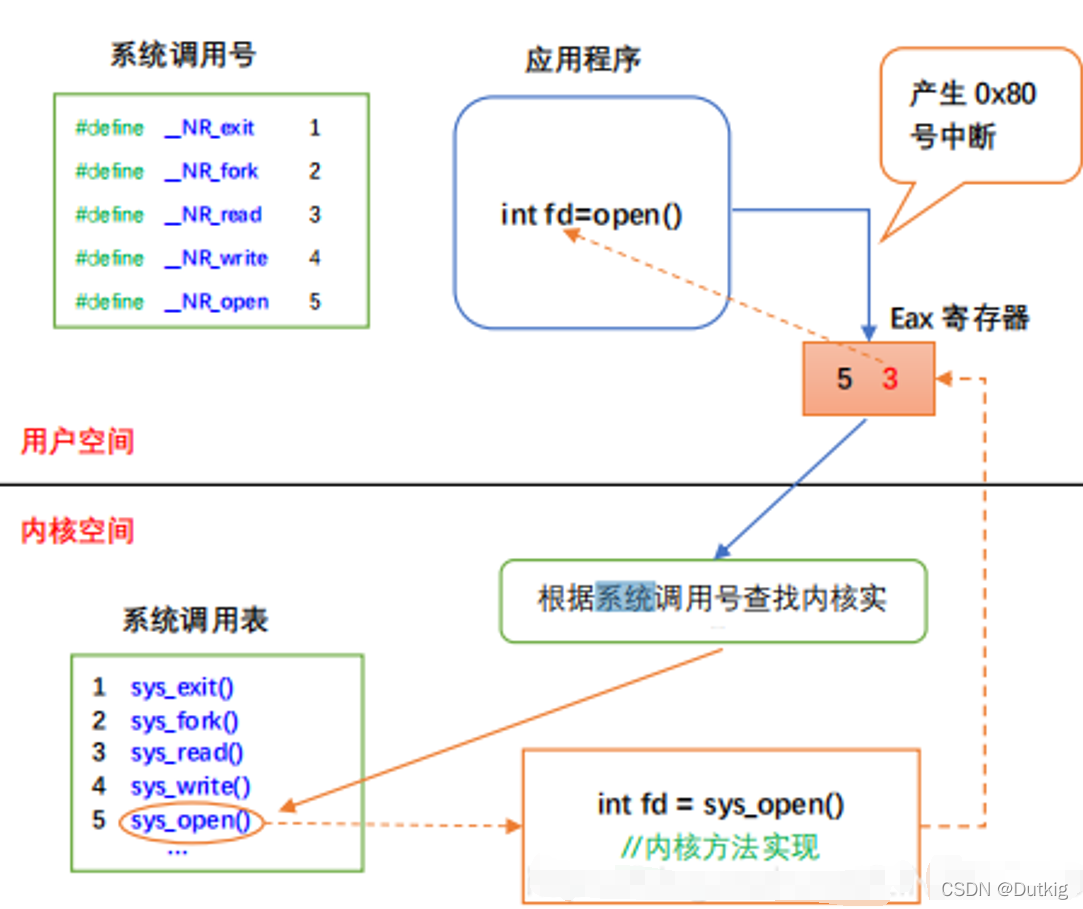 系统调用号
#define __NR_exit 1
#define __NR_fork 2
#define __NR_read 3
#define __NR_write 4
#define __NR_open 5
应用程序
int fd=open()
产生 0x80
号中断
Eax 寄存器
5 3
用户空间
内核空间
根据系统调用号查找内核实
系统调用表
1 sys_exit()
2 sys_fork()
3 sys_read()
4 sys_write()
5 sys_open()
...
int fd = sys_open()
//内核方法实现
CSDN @Dutkig